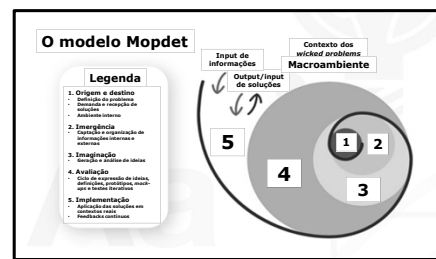 O modelo Mopdet
Legenda
1. Origem e destino
• Definição do problema
• Demanda e recepção de
soluções
• Ambiente interno
2. Imergência
• Captação e organização de
informações internas e
externas
3. Imaginação
• Geração e análise de ideias
4. Avaliação
• Ciclo de expressão de ideias,
definições, protótipos, mock-
ups e testes iterativos
5. Implementação
• Aplicação das soluções em
contextos reais
• Feedbacks contínuos
Input de
informações
Output/input
de soluções
Contexto dos
wicked problems
Macroambiente
5
4
3
2
1
Aa